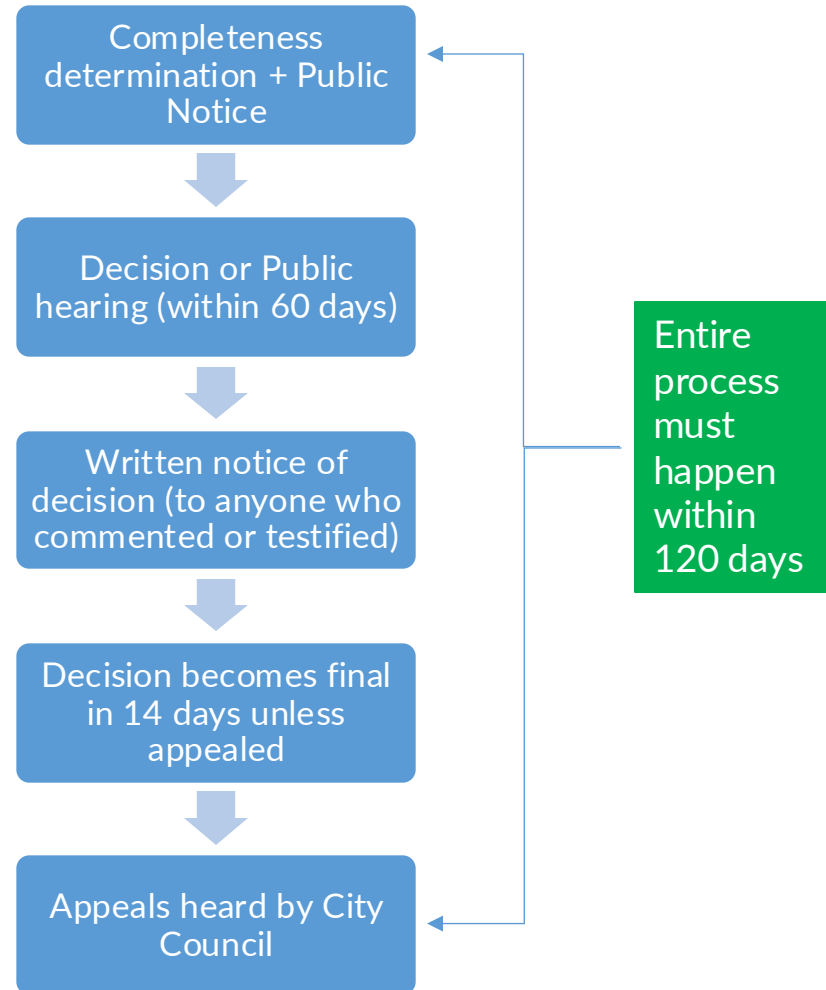 Completeness
determination + Public
Notice
Decision or Public
hearing (within 60 days)
Written notice of
decision (to anyone who
commented or testified)
Decision becomes final
in 14 days unless
appealed
Appeals heard by City
Council
Entire
process
must
happen
within
120 days